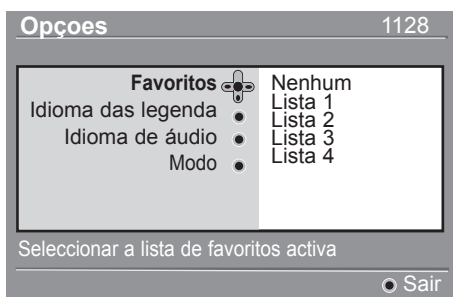 Opçoes 1128
Favoritos
Idioma das legenda
Idioma de áudio
Modo
Nenhum
Lista 1
Lista 2
Lista 3
Lista 4
Seleccionar a lista de favoritos activa
Sair